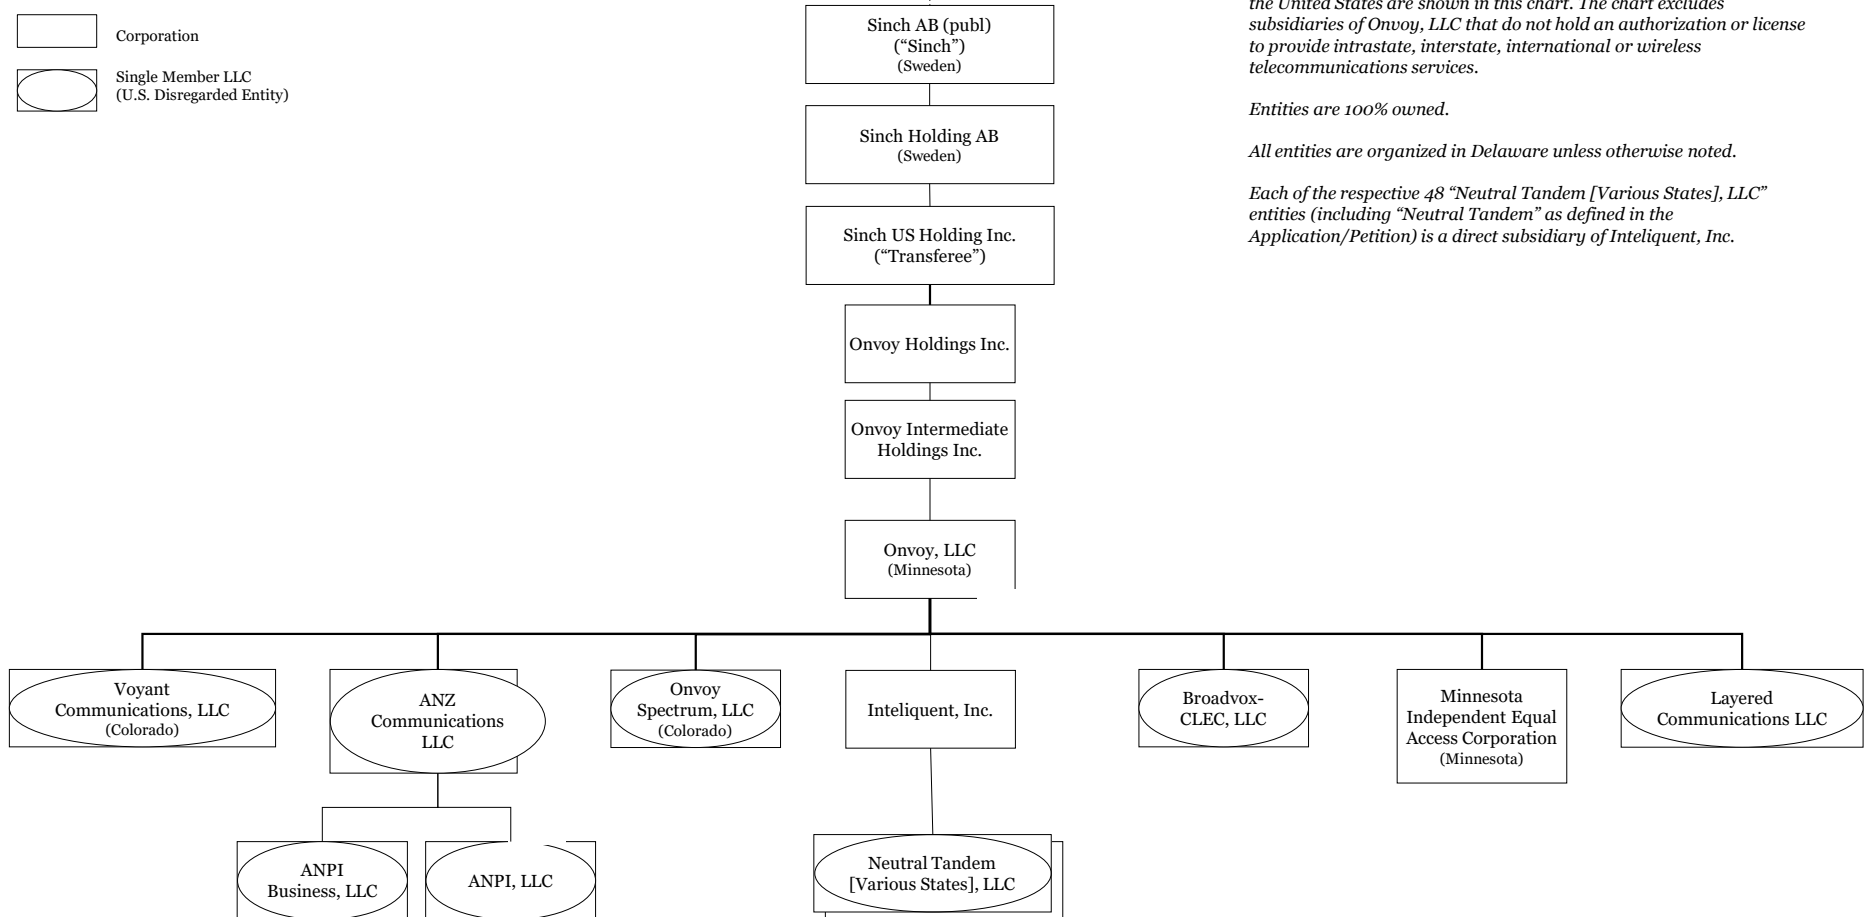 Corporation
Single Member LLC
(U.S. Disregarded Entity)
Sinch AB (publ)
(“Sinch”)
(Sweden)
Sinch Holding AB
(Sweden)
Sinch US Holding Inc.
(“Transferee”)
Onvoy Holdings Inc.
Onvoy Intermediate
Holdings Inc.
Onvoy, LLC
(Minnesota)
the United States are shown in this chart. The chart excludes
subsidiaries of Onvoy, LLC that do not hold an authorization or license
to provide intrastate, interstate, international or wireless
telecommunications services.
Entities are 100% owned.
All entities are organized in Delaware unless otherwise noted.
Each of the respective 48 “Neutral Tandem [Various States], LLC”
entities (including “Neutral Tandem” as defined in the
Application/Petition) is a direct subsidiary of Inteliquent, Inc.
Voyant
Communications, LLC
(Colorado)
ANZ
Communications
LLC
Onvoy
Spectrum, LLC
(Colorado)
Inteliquent, Inc.
Broadvox-
CLEC, LLC
Minnesota
Independent Equal
Access Corporation
(Minnesota)
Layered
Communications LLC
ANPI
Business, LLC
ANPI, LLC
Neutral Tandem
[Various States], LLC